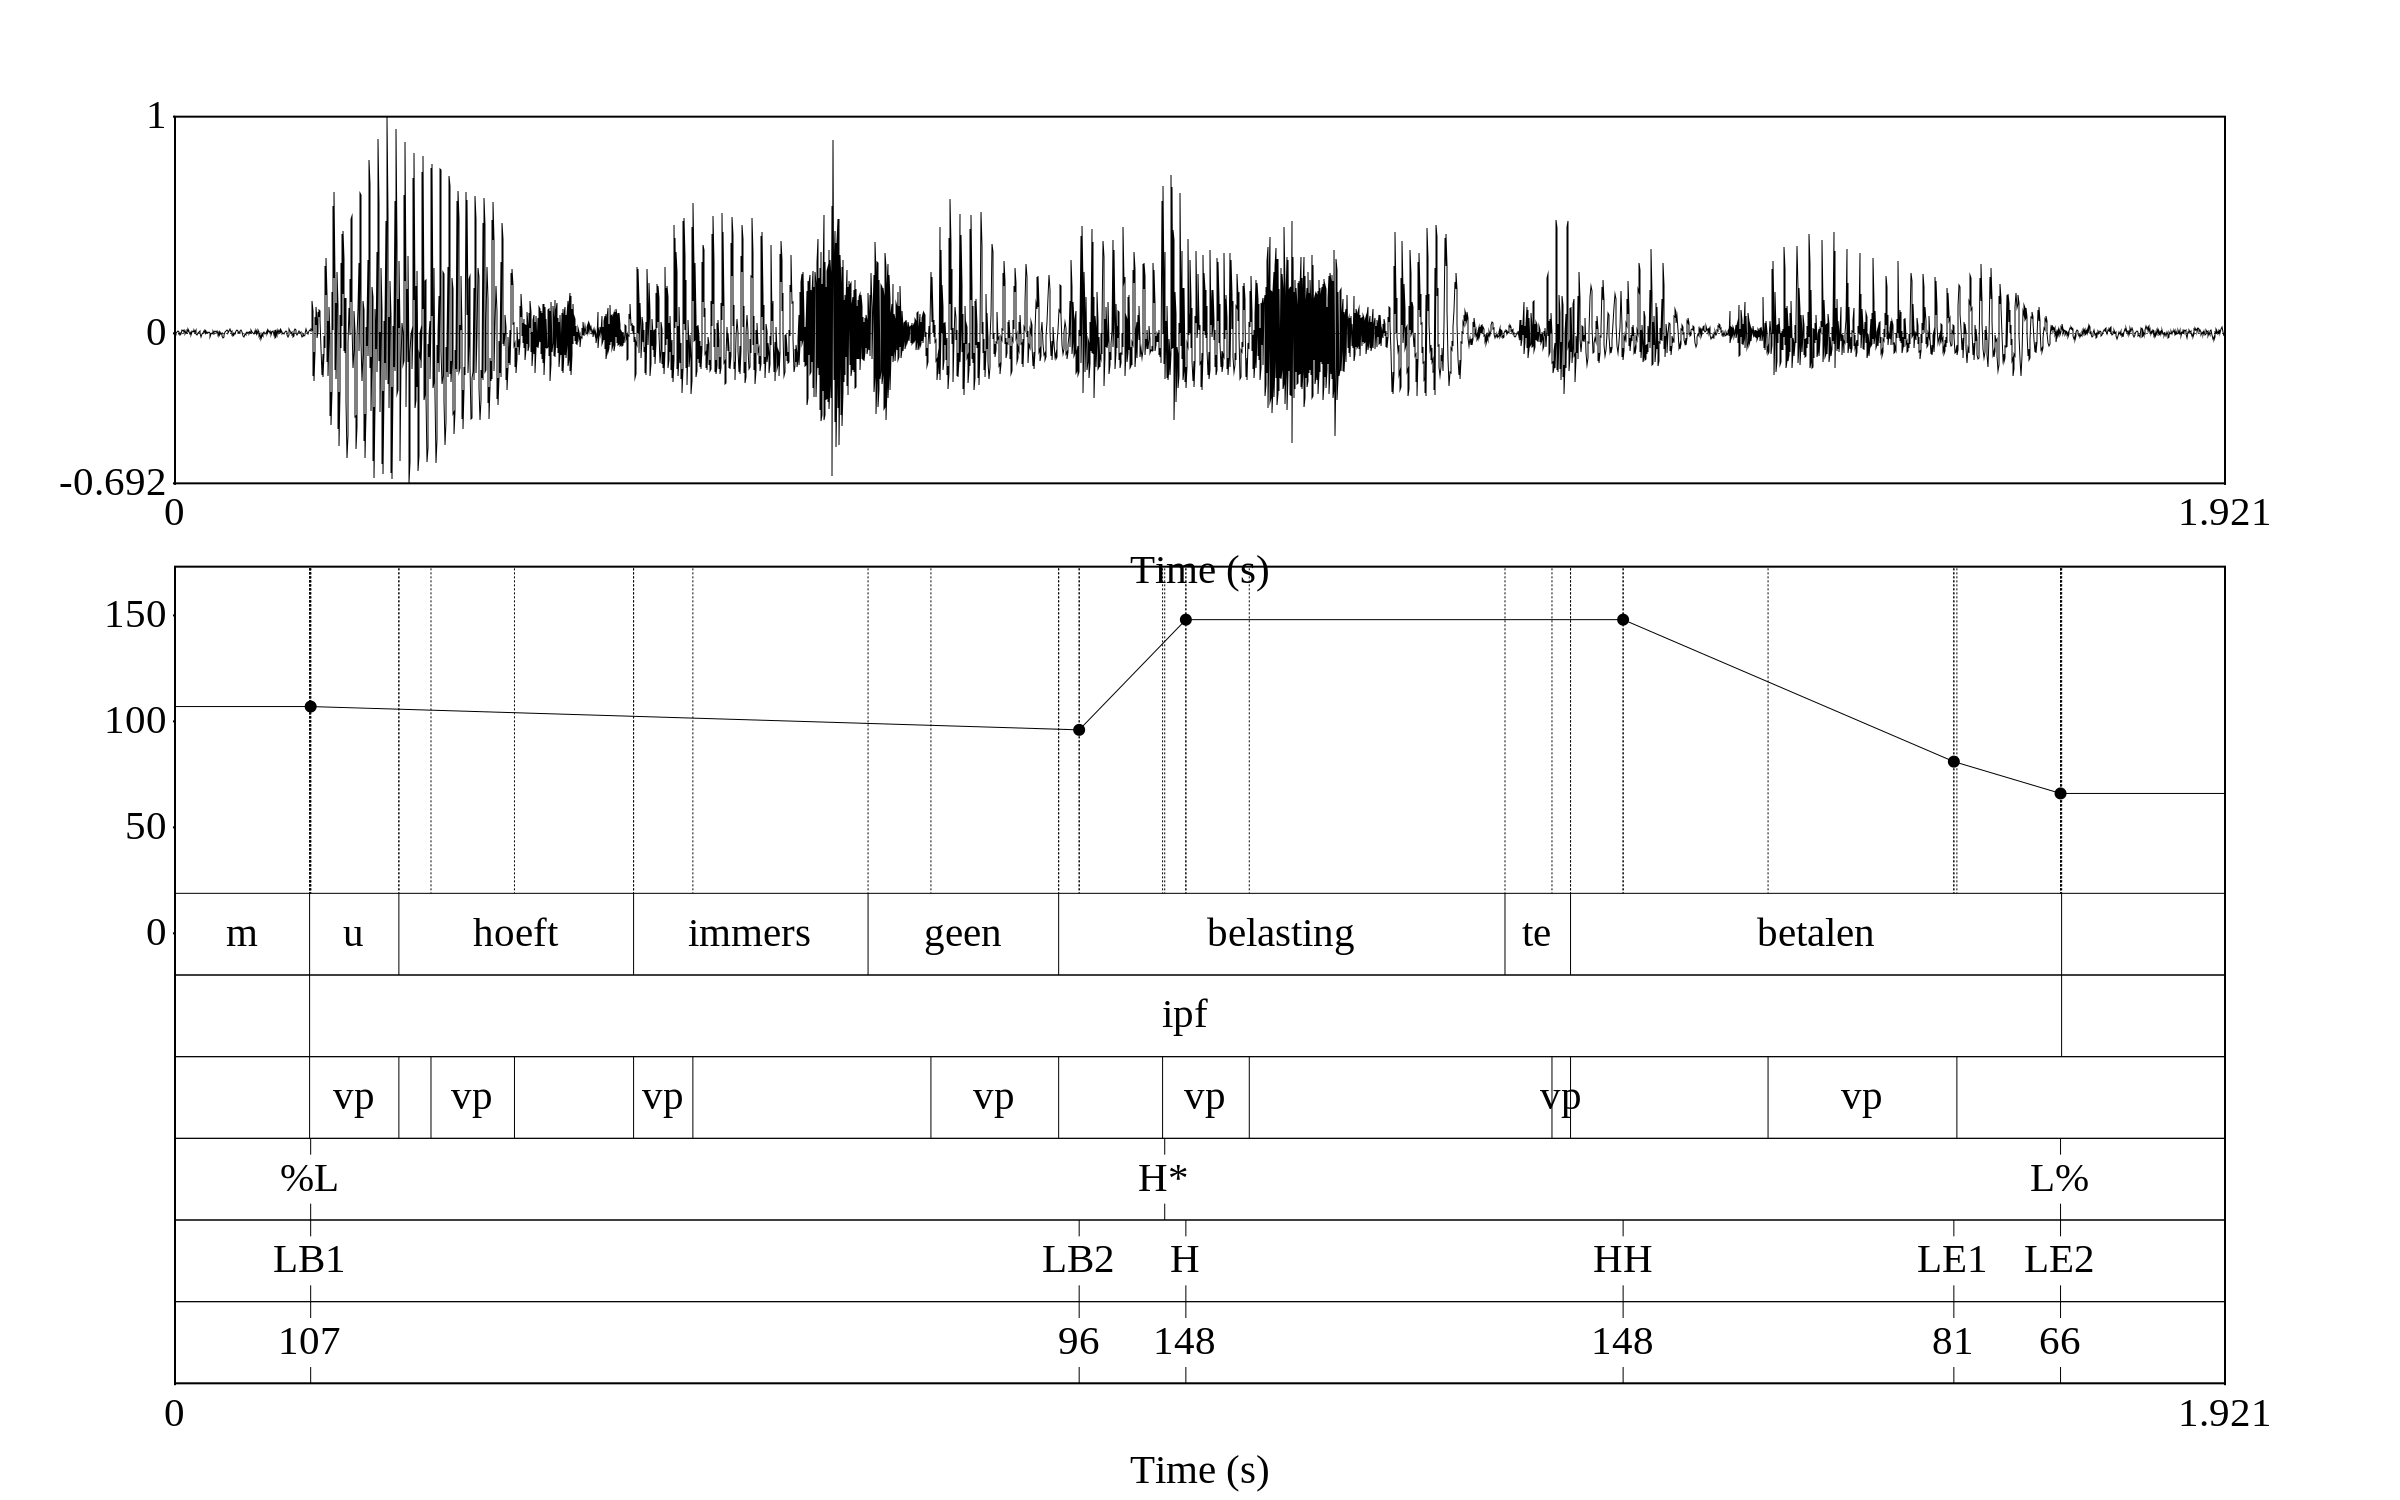 1
0
-0.692
0 1.921
Time (s)
150
100
50
0
m u hoeft immers geen belasting te betalen
ipf
vp vp vp vp vp vp vp
%L H* L%
LB1 LB2 H HH LE1 LE2
107 96 148 148 81 66
0 1.921
Time (s)